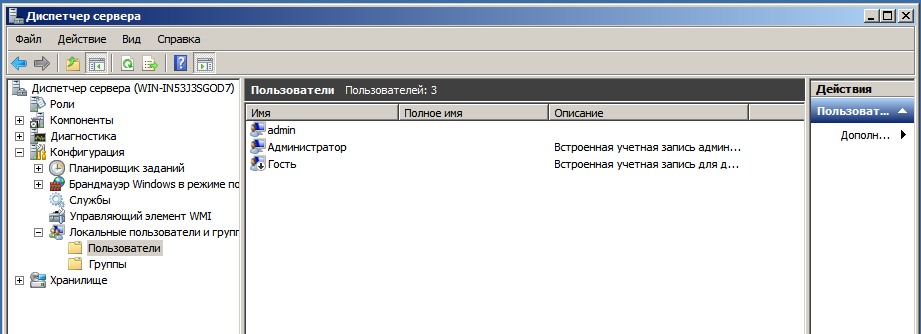 Диспетчер сервера
Файл Действие Вид Справка
Диспетчер сервера (WIN-IN53J3SGOD7)
Роли
Компоненты
Диагностика
Конфигурация
Планировщик заданий
Брандмауэр Windows в режиме по
Службы
Управляющий элемент WMI
Локальные пользователи и групп
Пользователи
Группы
Хранилище
Пользователи Пользователей: 3
Имя Полное имя Описание
admin
Администратор Встроенная учетная запись админ...
Гость Встроенная учетная запись для д...
Действия
Пользоват...
Дополн...